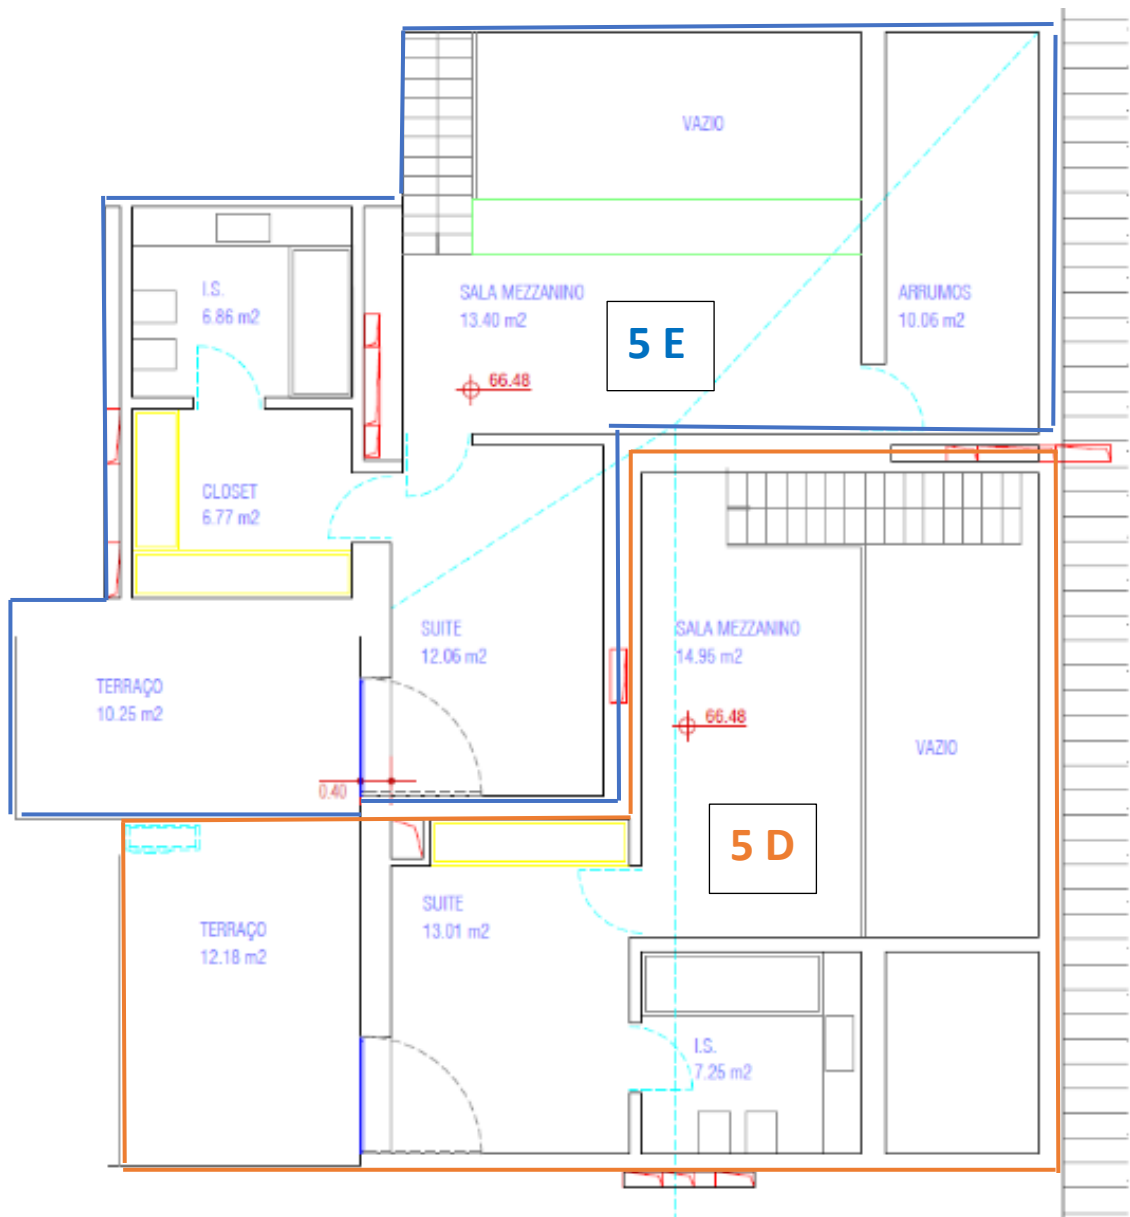 VAZIO
I.S.
6.86 m2
SALA MEZZANINO
13.40 m2
ARRUMOS
10.06 m2
5 E
66.48
CLOSET
6.77 m2
SUITE
12.06 m2
SALA MEZZANINO
14.95 m2
TERRAÇO
10.25 m2
66.48
VAZIO
0.40
5 D
SUITE
13.01 m2
TERRAÇO
12.18 m2
I.S.
7.25 m2